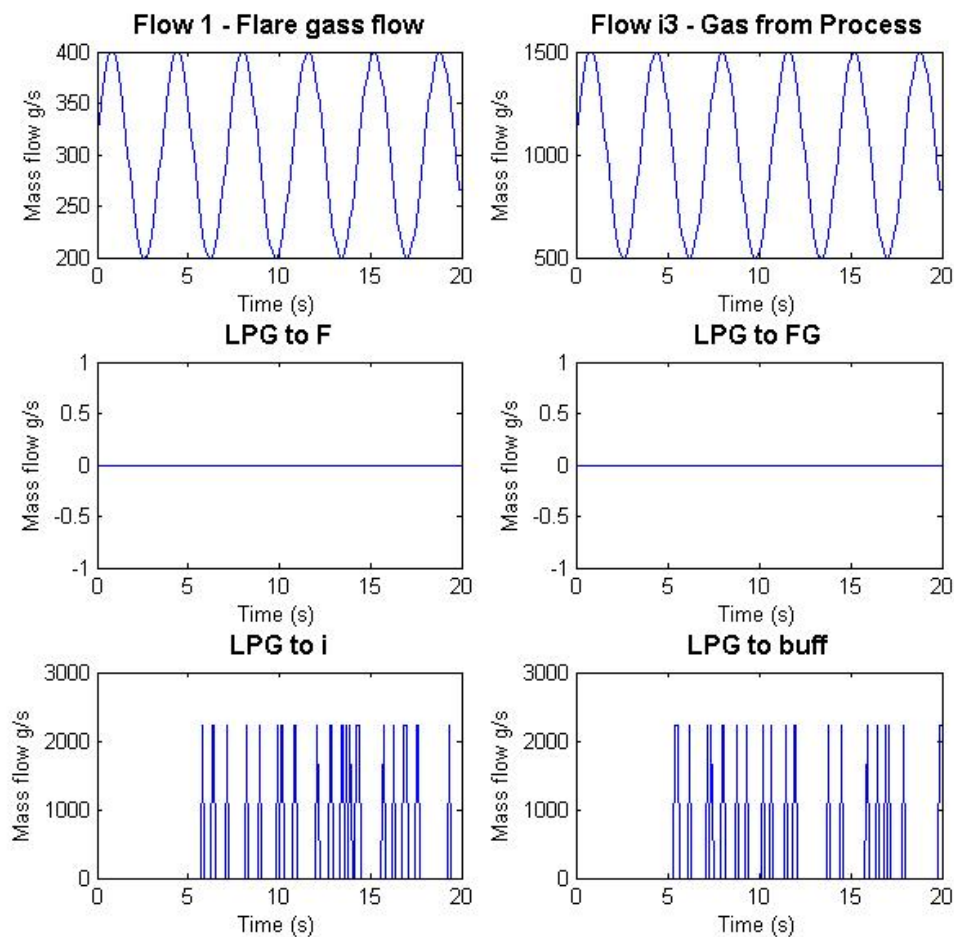 Flow 1 - Flare gass flow
400
350
300
250
200
Mass flow g/s
0 5 10 15 20
Time (s)
Flow i3 - Gas from Process
1500
1000
500
Mass flow g/s
0 5 10 15 20
Time (s)
LPG to F
1
0.5
0
-0.5
-1
Mass flow g/s
0 5 10 15 20
Time (s)
LPG to FG
1
0.5
0
-0.5
-1
Mass flow g/s
0 5 10 15 20
Time (s)
LPG to i
3000
2000
1000
0
Mass flow g/s
0 5 10 15 20
Time (s)
LPG to buff
3000
2000
1000
0
Mass flow g/s
0 5 10 15 20
Time (s)